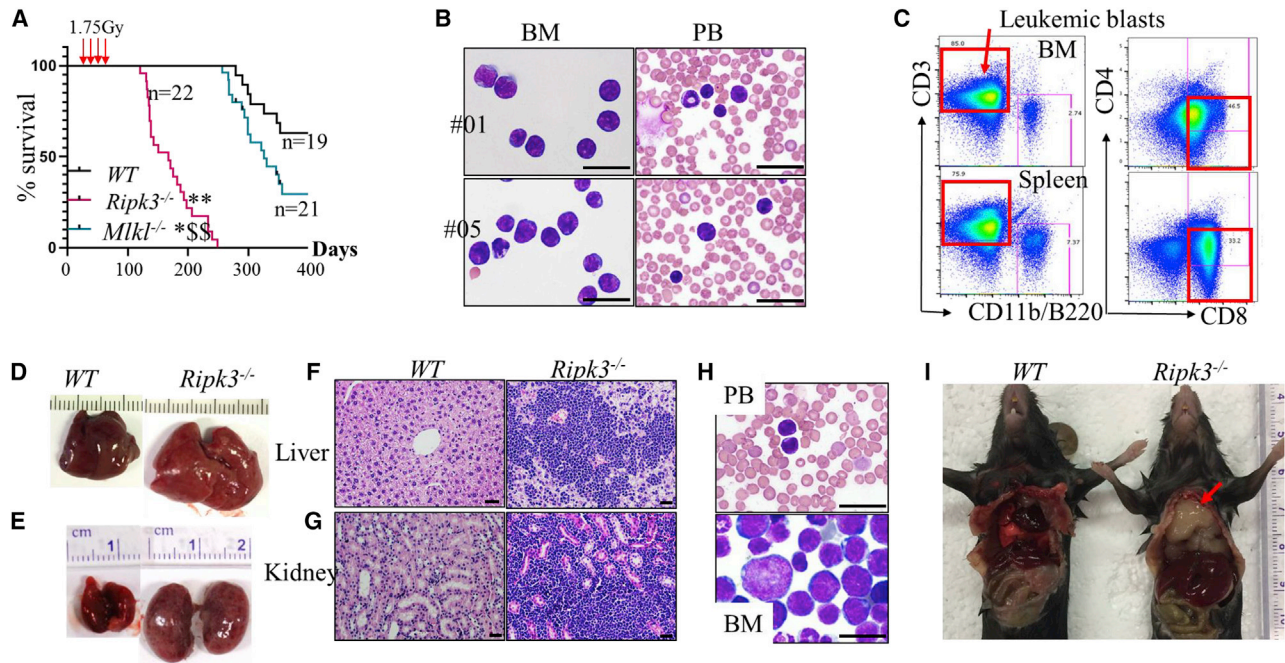 A
1.75Gy
% survival
100
50
0
n=22
n=19
n=21
WT
Ripk3-/- **
Mlkl-/- *$$
Days
0 100 200 300 400
B
BM PB
#01
#05
C
Leukemic blasts
BM
CD3
CD4
85.0
2.74
46.5
Spleen
75.9
7.37
33.2
CD11b/B220
CD8
D
WT Ripk3-/-
E
cm 1 cm 1 2
F
WT Ripk3-/-
Liver
G
Kidney
H
PB
BM
I
WT Ripk3-/-